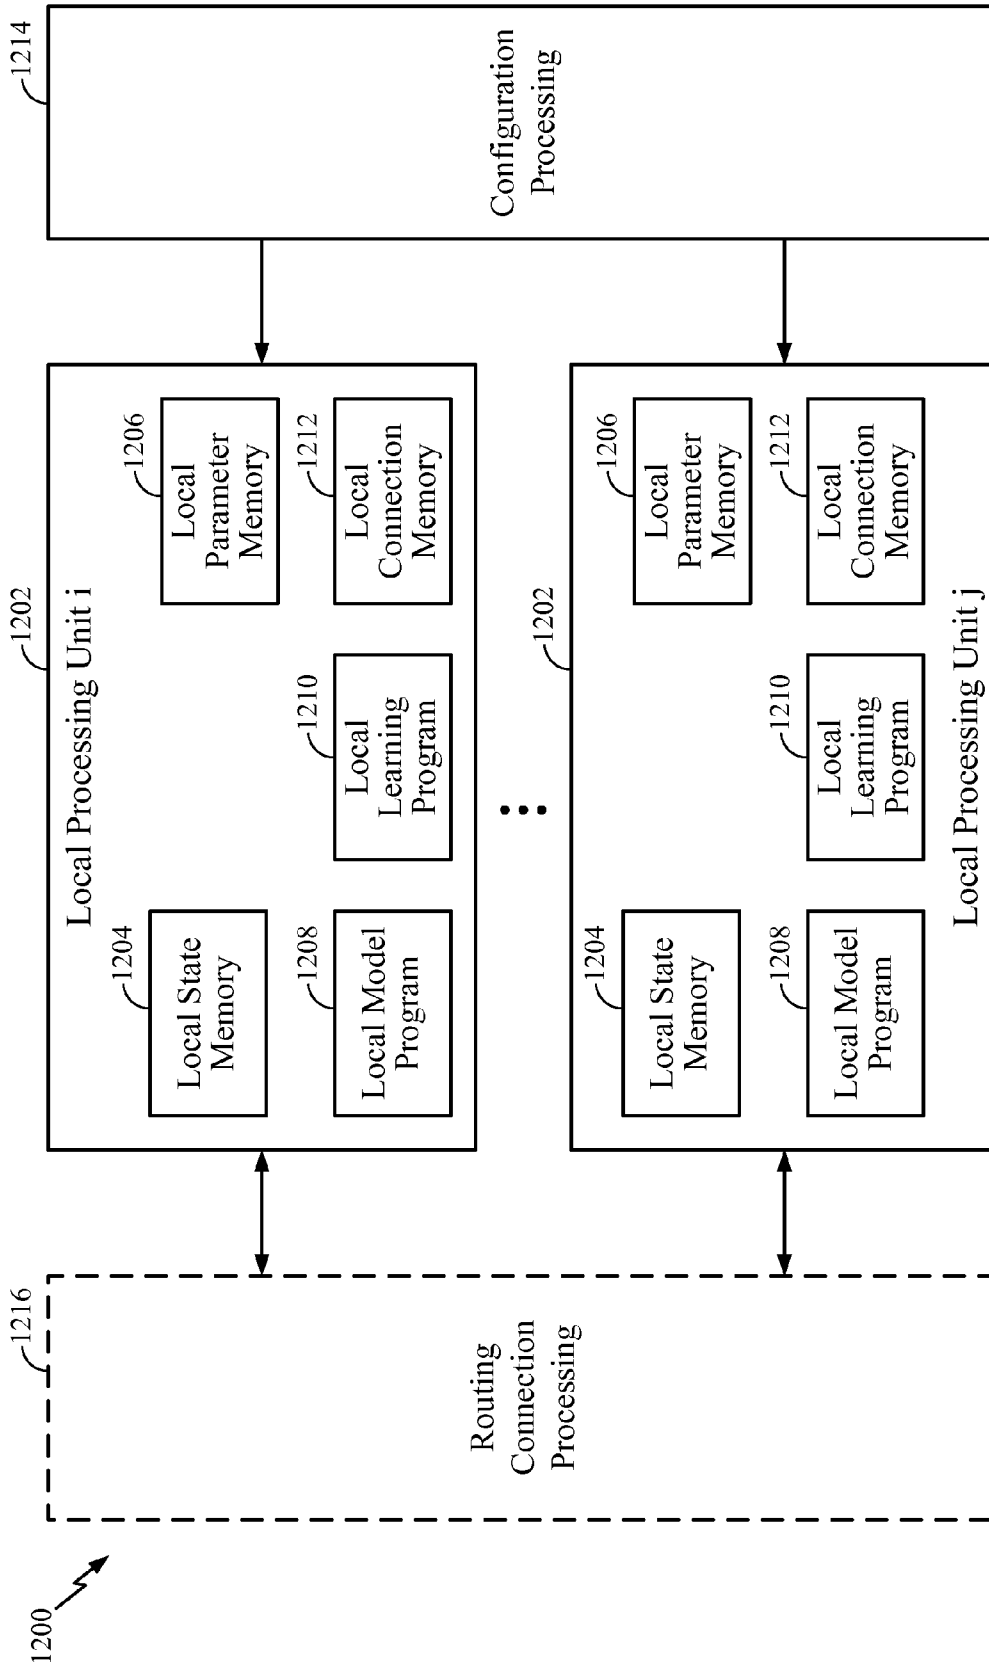 1200
1216
Routing
Connection
Processing
1202
Local Processing Unit i
1204
Local State
Memory
1206
Local
Parameter
Memory
1208
Local Model
Program
1210
Local
Learning
Program
1212
Local
Connection
Memory
1202
1204
Local State
Memory
1206
Local
Parameter
Memory
1208
Local Model
Program
1210
Local
Learning
Program
1212
Local
Connection
Memory
Local Processing Unit j
1214
Configuration
Processing